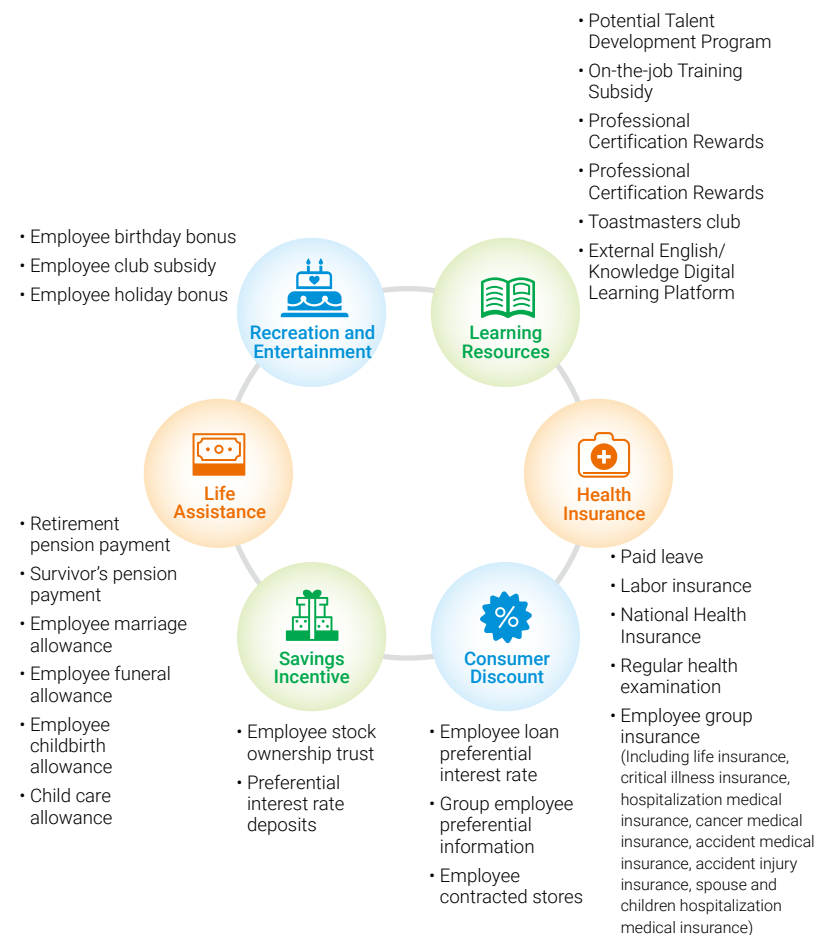 • Potential Talent
Development Program
• On-the-job Training
Subsidy
• Professional
Certification Rewards
• Professional
Certification Rewards
• Toastmasters club
• External English/
Knowledge Digital
Learning Platform
• Employee birthday bonus
• Employee club subsidy
• Employee holiday bonus
Recreation and
Entertainment
Learning
Resources
Life
Assistance
Health
Insurance
• Retirement
pension payment
• Survivor’s pension
payment
• Employee marriage
allowance
• Employee funeral
allowance
• Employee
childbirth
allowance
• Child care
allowance
Savings
Incentive
%
Consumer
Discount
• Employee stock
ownership trust
• Preferential
interest rate
deposits
• Employee loan
preferential
interest rate
• Group employee
preferential
information
• Employee
contracted stores
• Paid leave
• Labor insurance
• National Health
Insurance
• Regular health
examination
• Employee group
insurance
(Including life insurance,
critical illness insurance,
hospitalization medical
insurance, cancer medical
insurance, accident medical
insurance, accident injury
insurance, spouse and
children hospitalization
medical insurance)